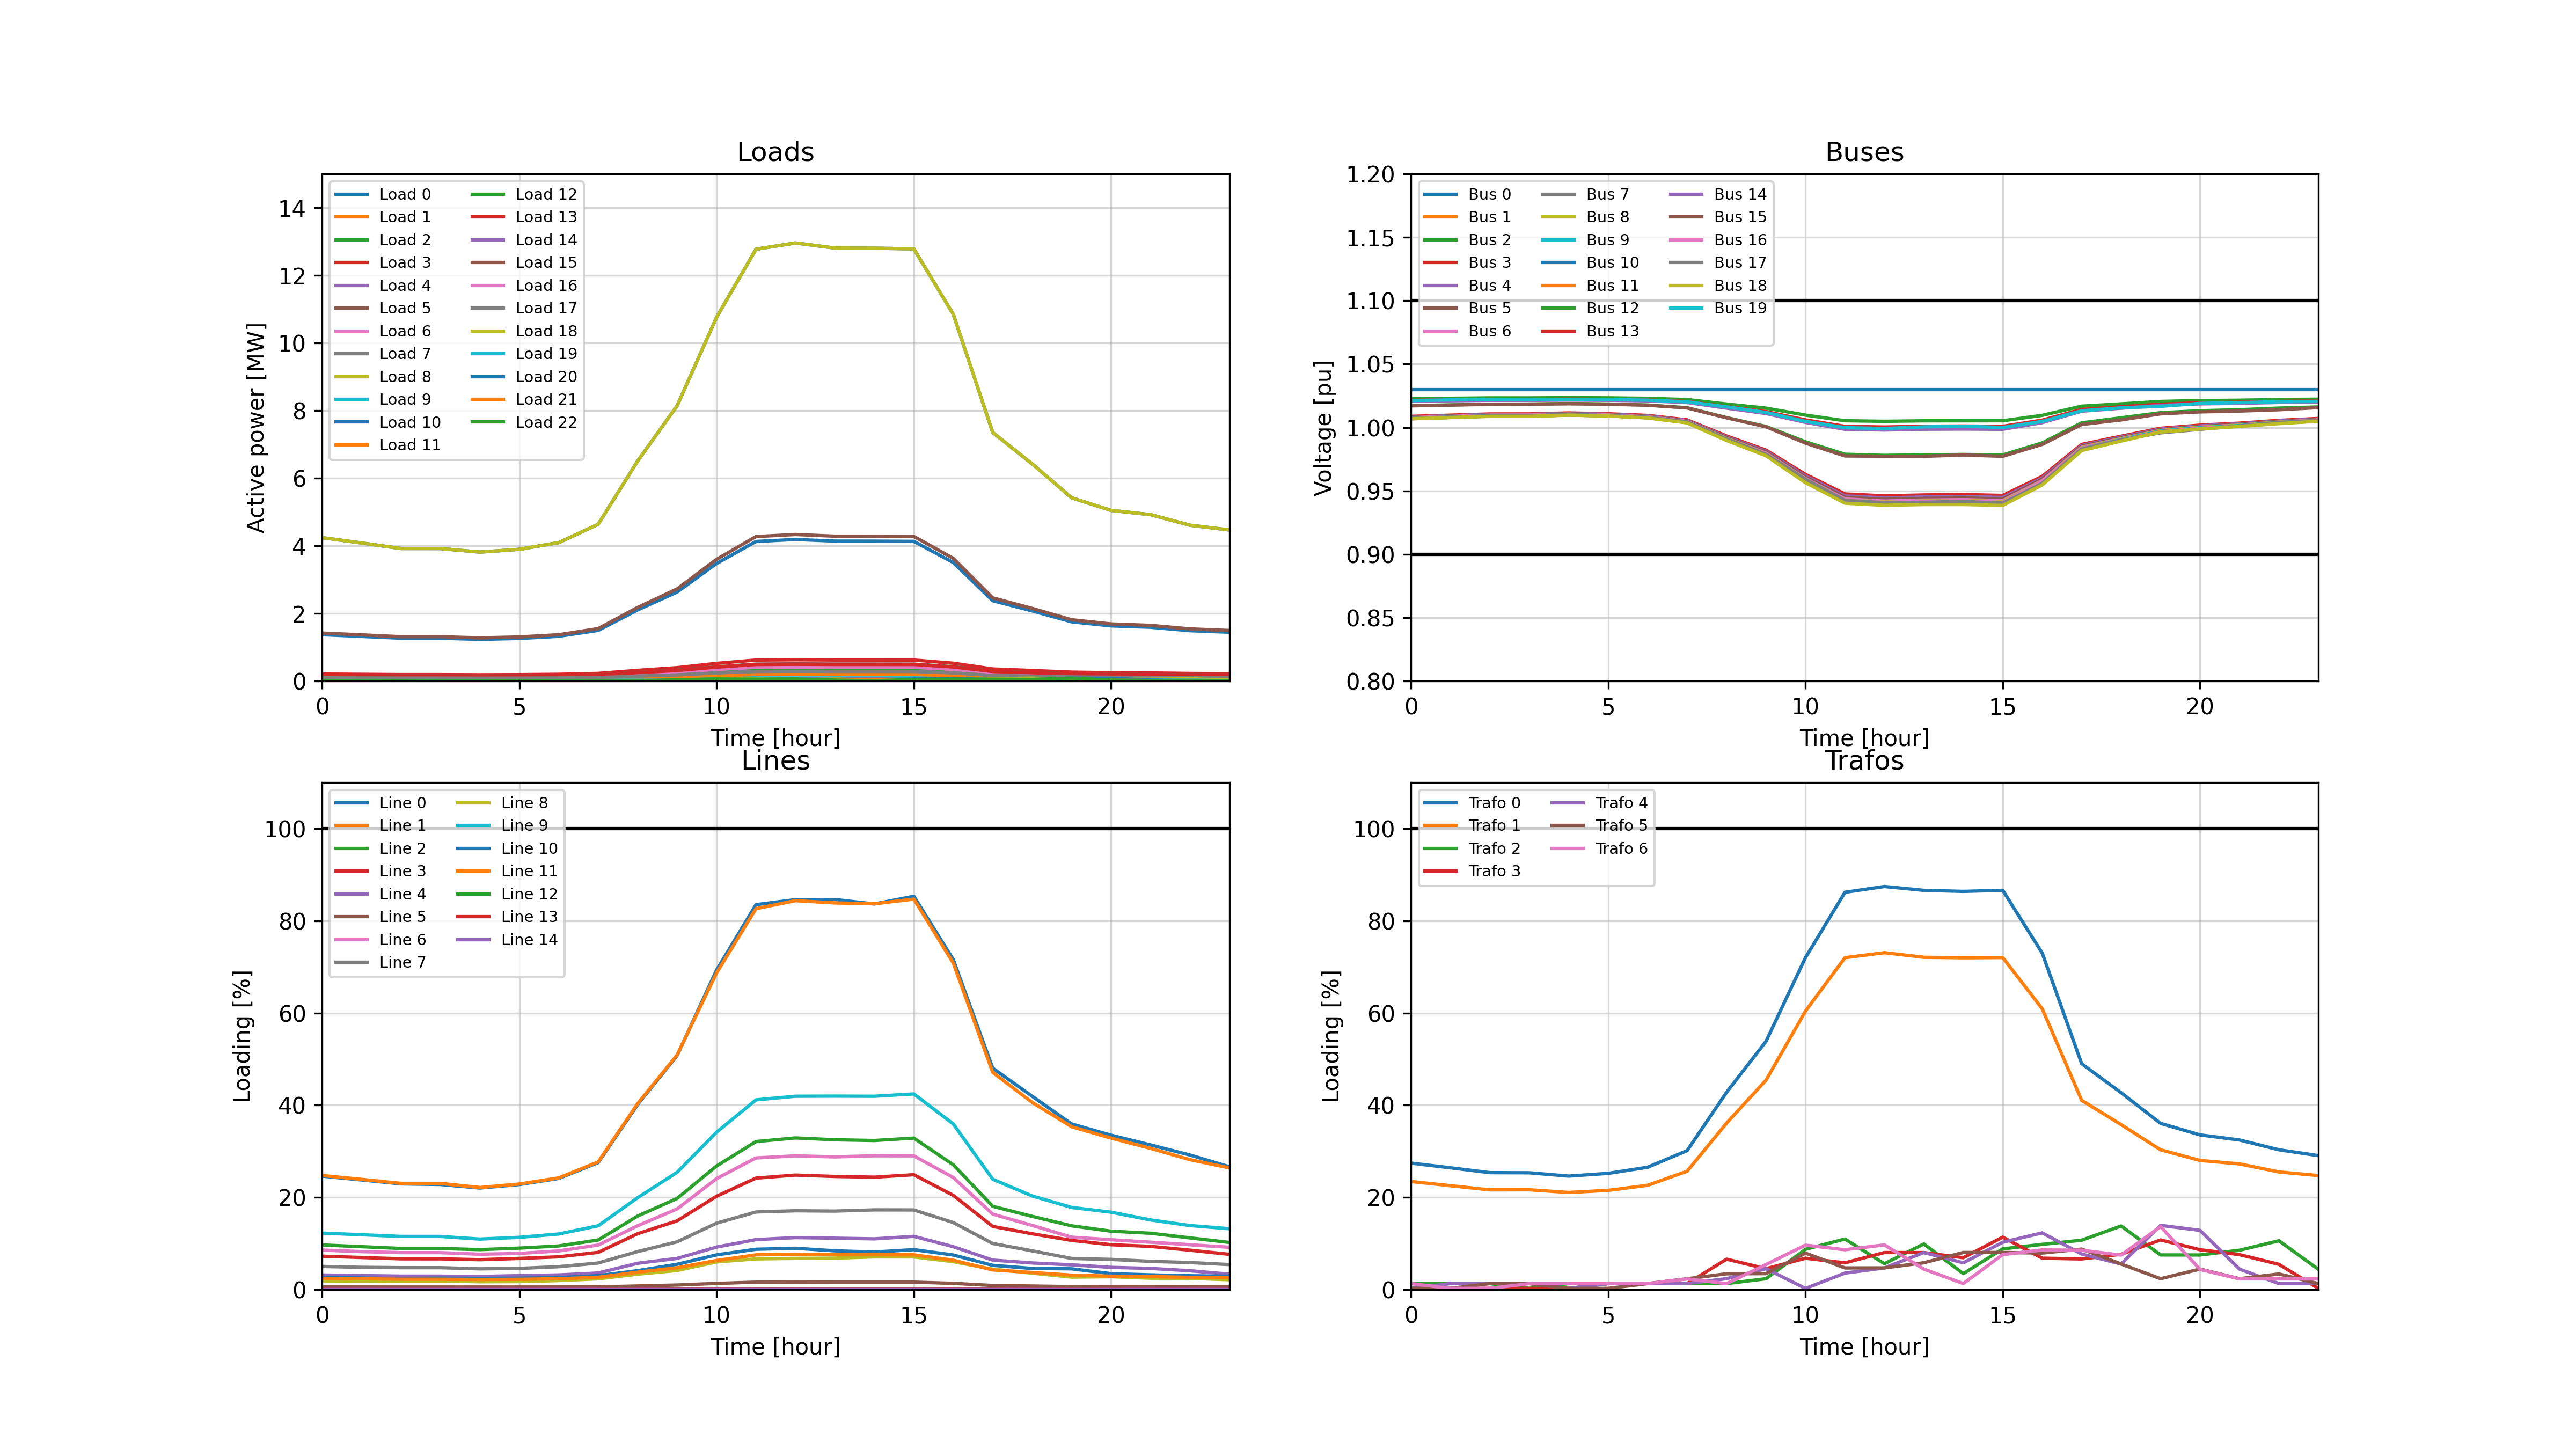 Loads
Active power [MW]
14
12
10
8
6
4
2
0
Load 0
Load 1
Load 2
Load 3
Load 4
Load 5
Load 6
Load 7
Load 8
Load 9
Load 10
Load 11
Load 12
Load 13
Load 14
Load 15
Load 16
Load 17
Load 18
Load 19
Load 20
Load 21
Load 22
0 5 10 15 20
Time [hour]
Buses
Voltage [pu]
1.20
1.15
1.10
1.05
1.00
0.95
0.90
0.85
0.80
Bus 0
Bus 1
Bus 2
Bus 3
Bus 4
Bus 5
Bus 6
Bus 7
Bus 8
Bus 9
Bus 10
Bus 11
Bus 12
Bus 13
Bus 14
Bus 15
Bus 16
Bus 17
Bus 18
Bus 19
0 5 10 15 20
Time [hour]
Lines
Loading [%]
100
80
60
40
20
0
Line 0
Line 1
Line 2
Line 3
Line 4
Line 5
Line 6
Line 7
Line 8
Line 9
Line 10
Line 11
Line 12
Line 13
Line 14
0 5 10 15 20
Time [hour]
Trafos
Loading [%]
100
80
60
40
20
0
Trafo 0
Trafo 1
Trafo 2
Trafo 3
Trafo 4
Trafo 5
Trafo 6
0 5 10 15 20
Time [hour]